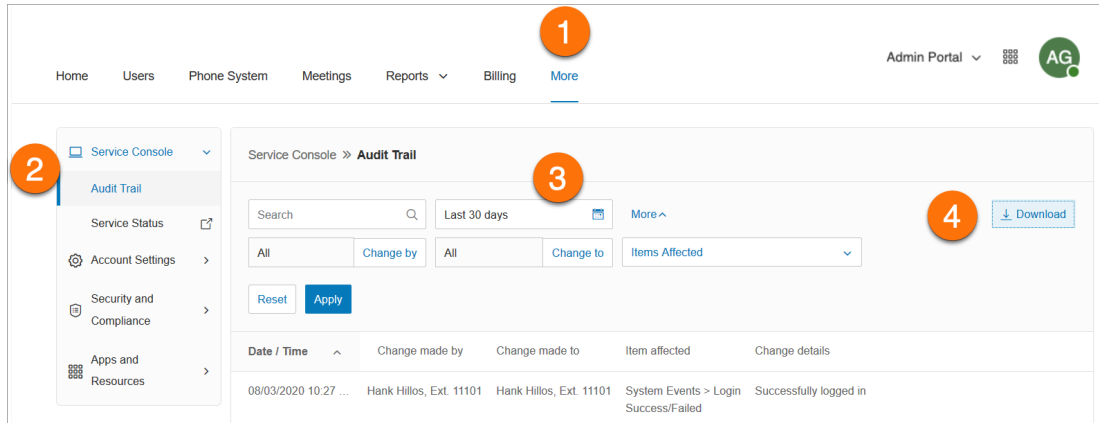 1
Admin Portal
AG
Home Users Phone System Meetings Reports Billing More
2
Service Console
Audit Trail
Service Status
Account Settings
Security and
Compliance
Apps and
Resources
Service Console » Audit Trail
3
Search Last 30 days More
4
Download
All Change by All Change to Items Affected
Reset Apply
Date / Time Change made by Change made to Item affected Change details
08/03/2020 10:27 ... Hank Hillos, Ext. 11101 Hank Hillos, Ext. 11101 System Events > Login Successfully logged in
Success/Failed